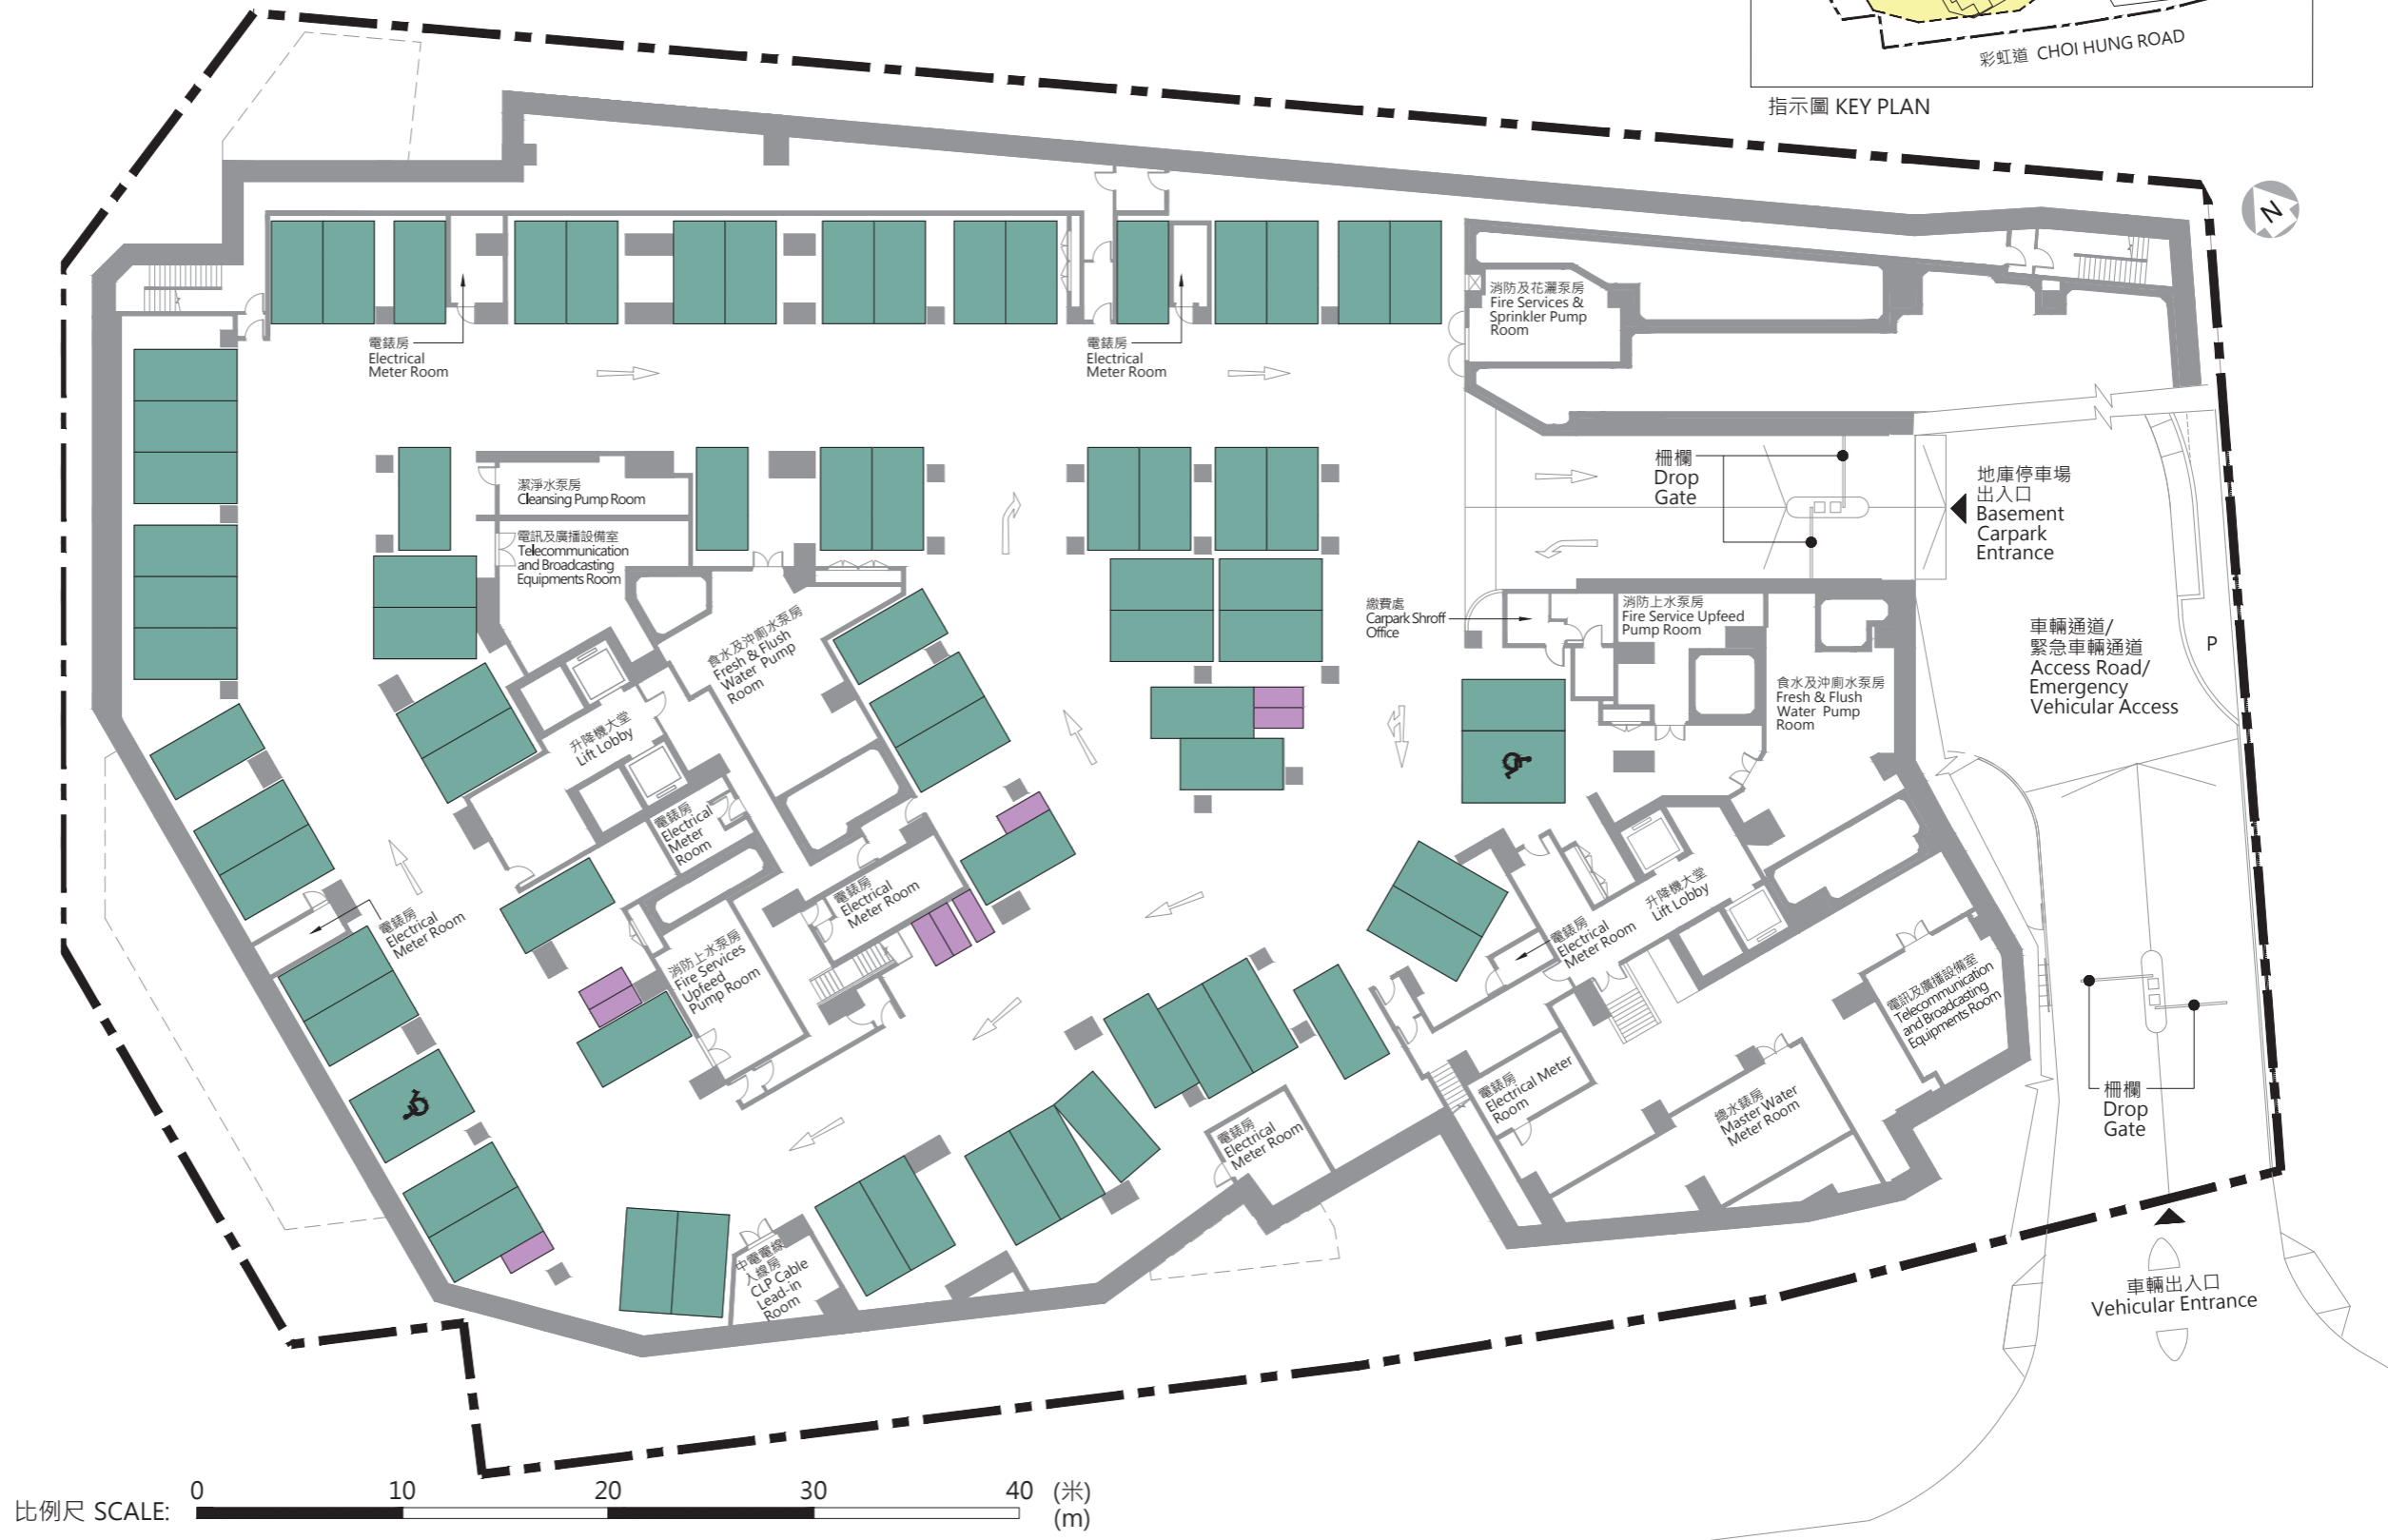 彩虹道 CHOI HUNG ROAD
指示圖 KEY PLAN
N
消防及花灑泵房
Fire Services &
Sprinkler Pump
Room
電錶房
Electrical
Meter Room
電錶房
Electrical
Meter Room
柵欄
Drop
Gate
地庫停車場
出入口
Basement
Carpark
Entrance
潔淨水泵房
Cleansing Pump Room
電訊及廣播設備室
Telecommunication
and Broadcasting
Equipments Room
食水及沖廁水泵房
Fresh & Flush
Water Pump
Room
繳費處
Carpark Shroff
Office
消防上水泵房
Fire Service Upfeed
Pump Room
車輛通道/
緊急車輛通道
Access Road/
Emergency
Vehicular Access
P
食水及沖廁水泵房
Fresh & Flush
Water Pump
Room
升降機大堂
Lift Lobby
電錶房
Electrical
Meter
Room
電錶房
Electrical
Meter Room
電錶房
Electrical
Meter Room
消防上水泵房
Fire Services
Upfeed
Pump Room
升降機大堂
Lift Lobby
電錶房
Electrical
Meter Room
電訊及廣播設備室
Telecommunication
and Broadcasting
Equipments Room
電錶房
Electrical Meter
Room
總水錶房
Master Water
Meter Room
電錶房
Electrical
Meter Room
柵欄
Drop
Gate
中電電線
入線房
CLP Cable
Lead-in
Room
車輛出入口
Vehicular Entrance
比例尺 SCALE:
0 10 20 30 40 (米)
(m)